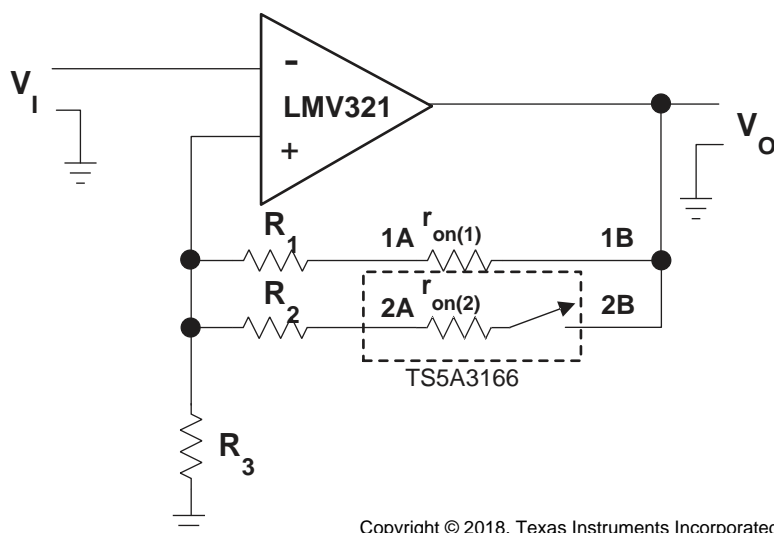 -
V I
LMV321
+
V O
R 1
1A
r on(1)
1B
R 2
2A
r on(2)
2B
TS5A3166
R 3
Copyright © 2018, Texas Instruments Incorporated